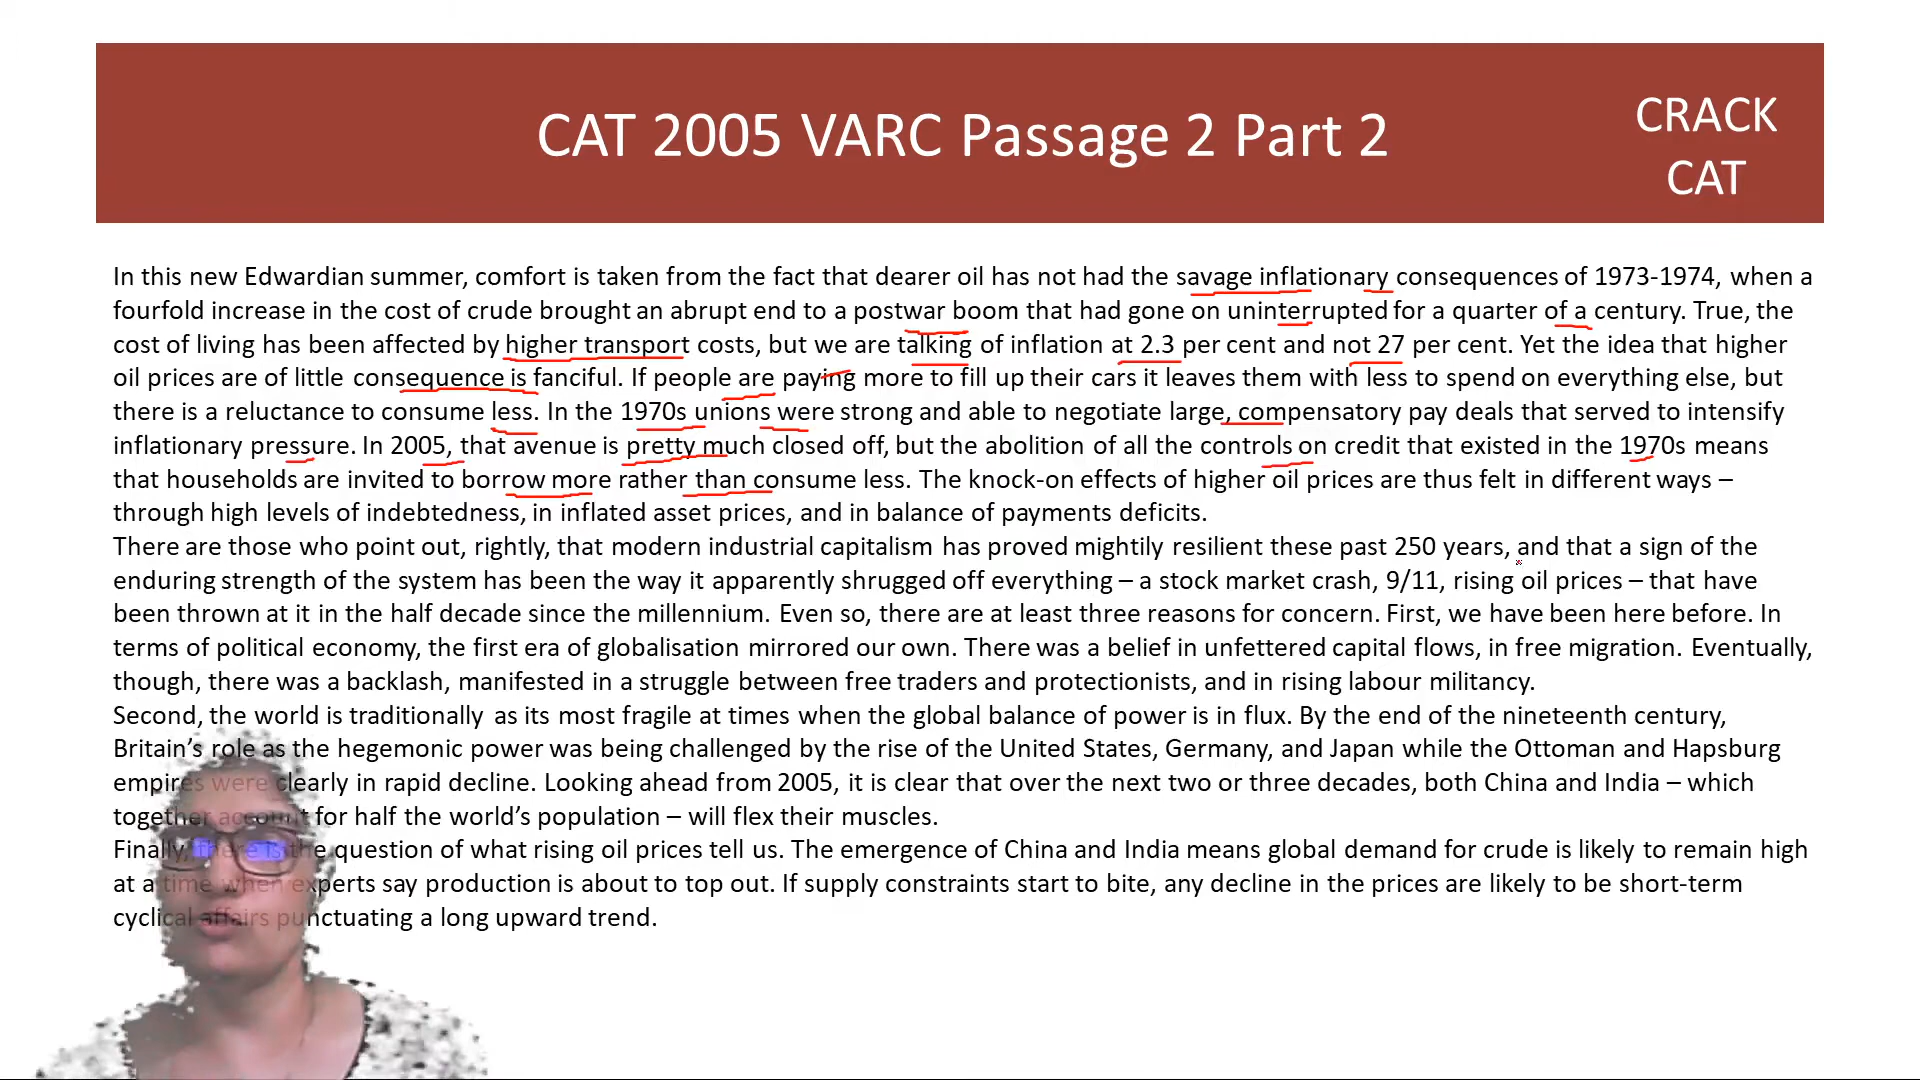 CAT 2005 VARC Passage 2 Part 2
CRACK
CAT
In this new Edwardian summer, comfort is taken from the fact that dearer oil has not had the savage inflationary consequences of 1973-1974, when a
fourfold increase in the cost of crude brought an abrupt end to a postwar boom that had gone on uninterrupted for a quarter of a century. True, the
cost of living has been affected by higher transport costs, but we are talking of inflation at 2.3 per cent and not 27 per cent. Yet the idea that higher
oil prices are of little consequence is fanciful. If people are paying more to fill up their cars it leaves them with less to spend on everything else, but
there is a reluctance to consume less. In the 1970s unions were strong and able to negotiate large, compensatory pay deals that served to intensify
inflationary pressure. In 2005, that avenue is pretty much closed off, but the abolition of all the controls on credit that existed in the 1970s means
that households are invited to borrow more rather than consume less. The knock-on effects of higher oil prices are thus felt in different ways –
through high levels of indebtedness, in inflated asset prices, and in balance of payments deficits.
There are those who point out, rightly, that modern industrial capitalism has proved mightily resilient these past 250 years, and that a sign of the
enduring strength of the system has been the way it apparently shrugged off everything – a stock market crash, 9/11, rising oil prices – that have
been thrown at it in the half decade since the millennium. Even so, there are at least three reasons for concern. First, we have been here before. In
terms of political economy, the first era of globalisation mirrored our own. There was a belief in unfettered capital flows, in free migration. Eventually,
though, there was a backlash, manifested in a struggle between free traders and protectionists, and in rising labour militancy.
Second, the world is traditionally as its most fragile at times when the global balance of power is in flux. By the end of the nineteenth century,
Britain’s role as the hegemonic power was being challenged by the rise of the United States, Germany, and Japan while the Ottoman and Hapsburg
empires were clearly in rapid decline. Looking ahead from 2005, it is clear that over the next two or three decades, both China and India – which
together account for half the world’s population – will flex their muscles.
Finally, there is the question of what rising oil prices tell us. The emergence of China and India means global demand for crude is likely to remain high
at a time when experts say production is about to top out. If supply constraints start to bite, any decline in the prices are likely to be short-term
cyclical affairs punctuating a long upward trend.